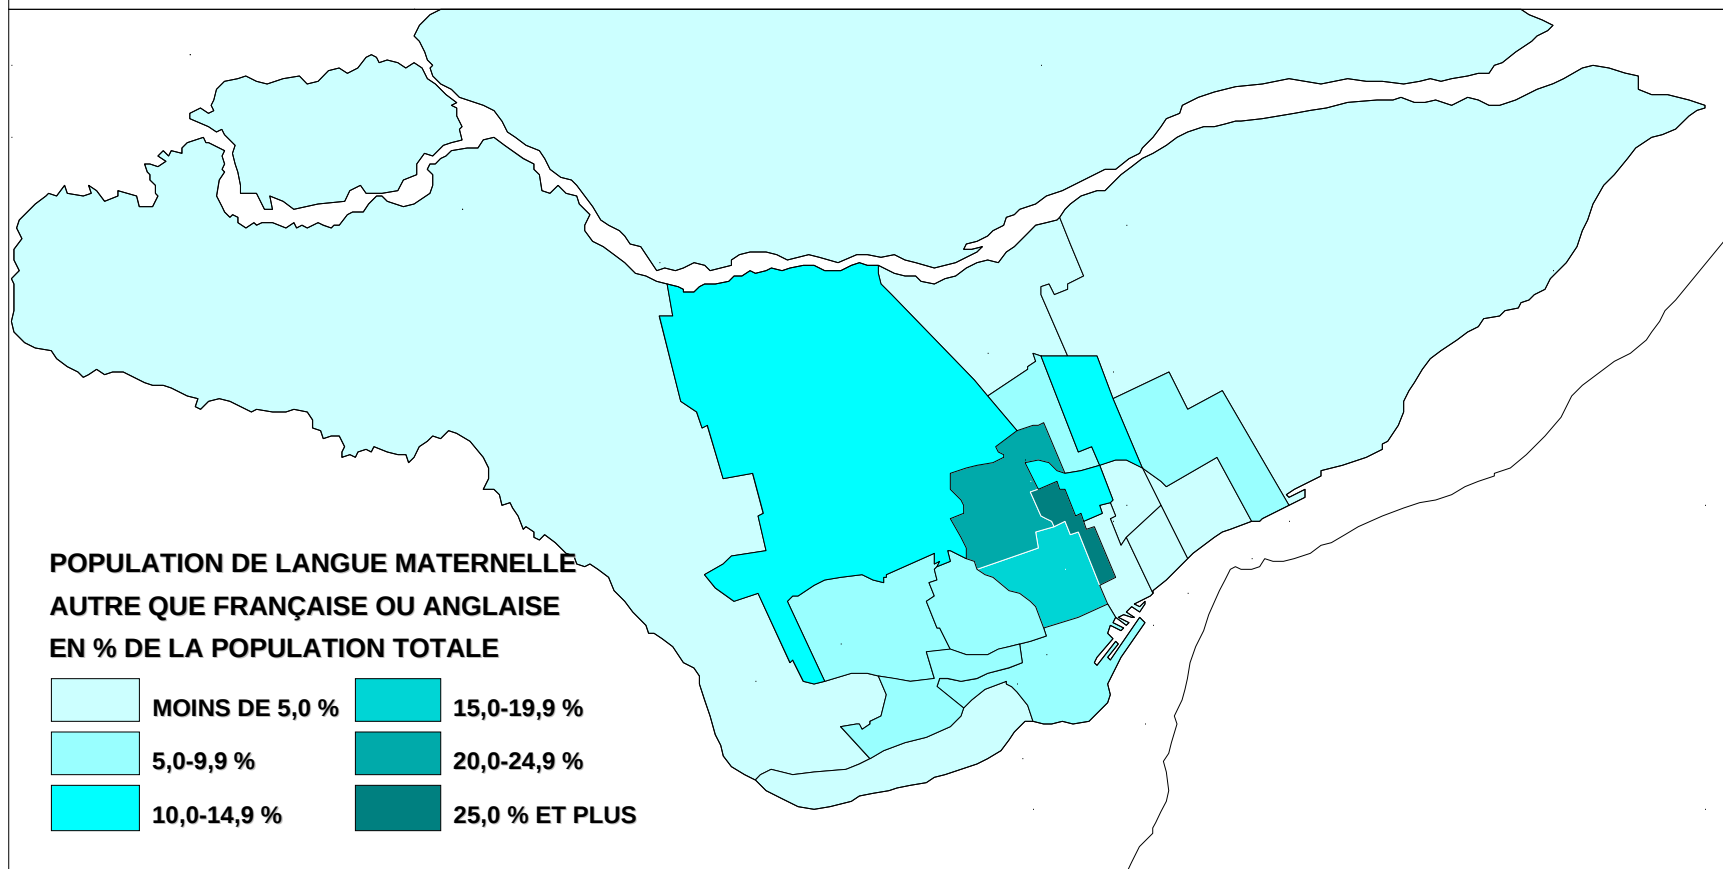 POPULATION DE LANGUE MATERNELLE
AUTRE QUE FRANÇAISE OU ANGLAISE
EN % DE LA POPULATION TOTALE
MOINS DE 5,0 %
5,0-9,9 %
10,0-14,9 %
15,0-19,9 %
20,0-24,9 %
25,0 % ET PLUS